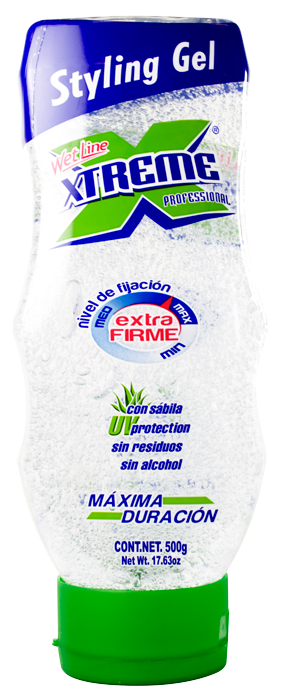 Styling Gel
Wet Line
XTREME
®
PROFESSIONAL
nivel de fijación
MED MAX
extra
FIRME
MIN
con sábila
UV protection
sin residuos
sin alcohol
MÁXIMA
DURACIÓN
CONT.NET. 500g
Net Wt. 17.63oz